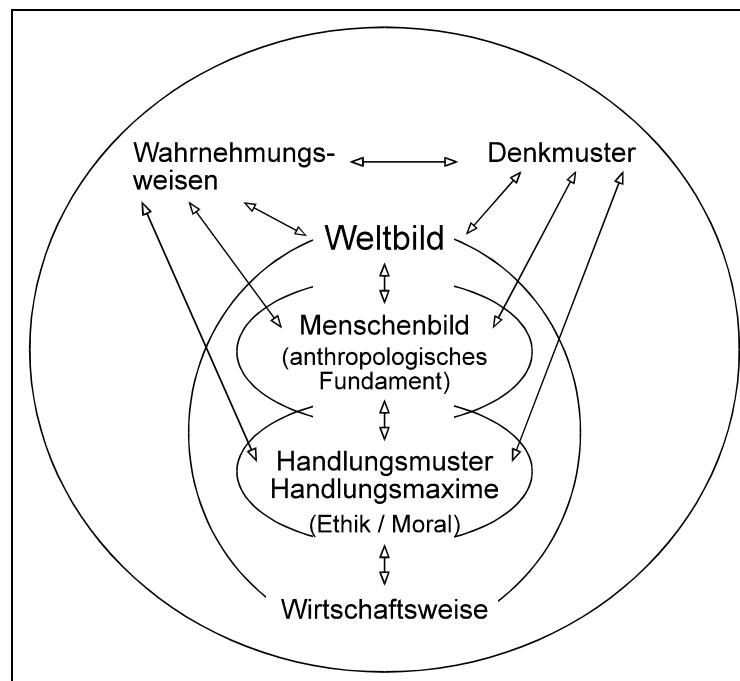 Wahrnehmungs-
weisen
Denkmuster
Weltbild
Menschenbild
(anthropologisches
Fundament)
Handlungsmuster
Handlungsmaxime
(Ethik / Moral)
Wirtschaftsweise